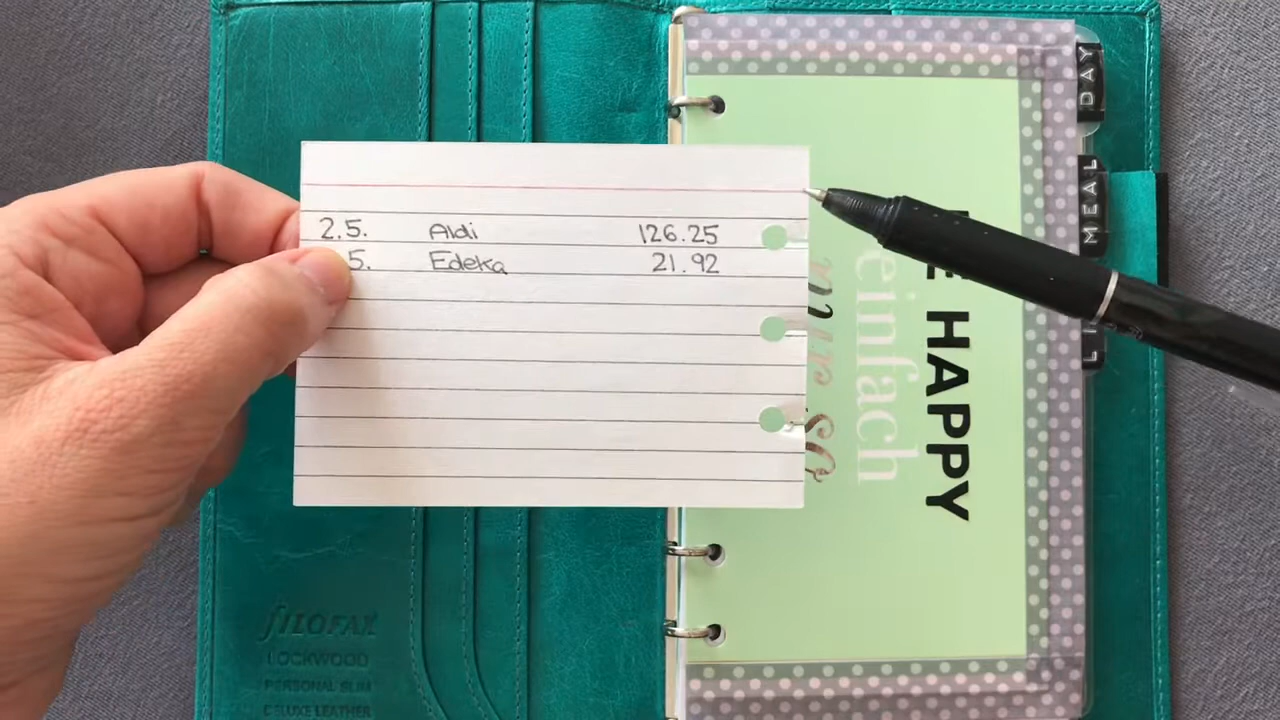 2.5. Aldi 126.25
5. Edeka 21.92
fILOFAX
LOCKWOOD
PERSONAL SLIM
DELUXE LEATHER
HAPPY
einfach
DAY
MEAL